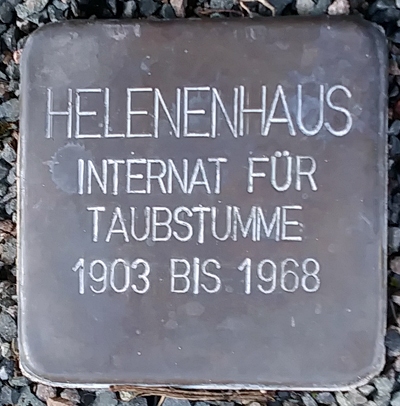 HELENENHAUS
INTERNAT FÜR
TAUBSTUMME
1903 BIS 1968